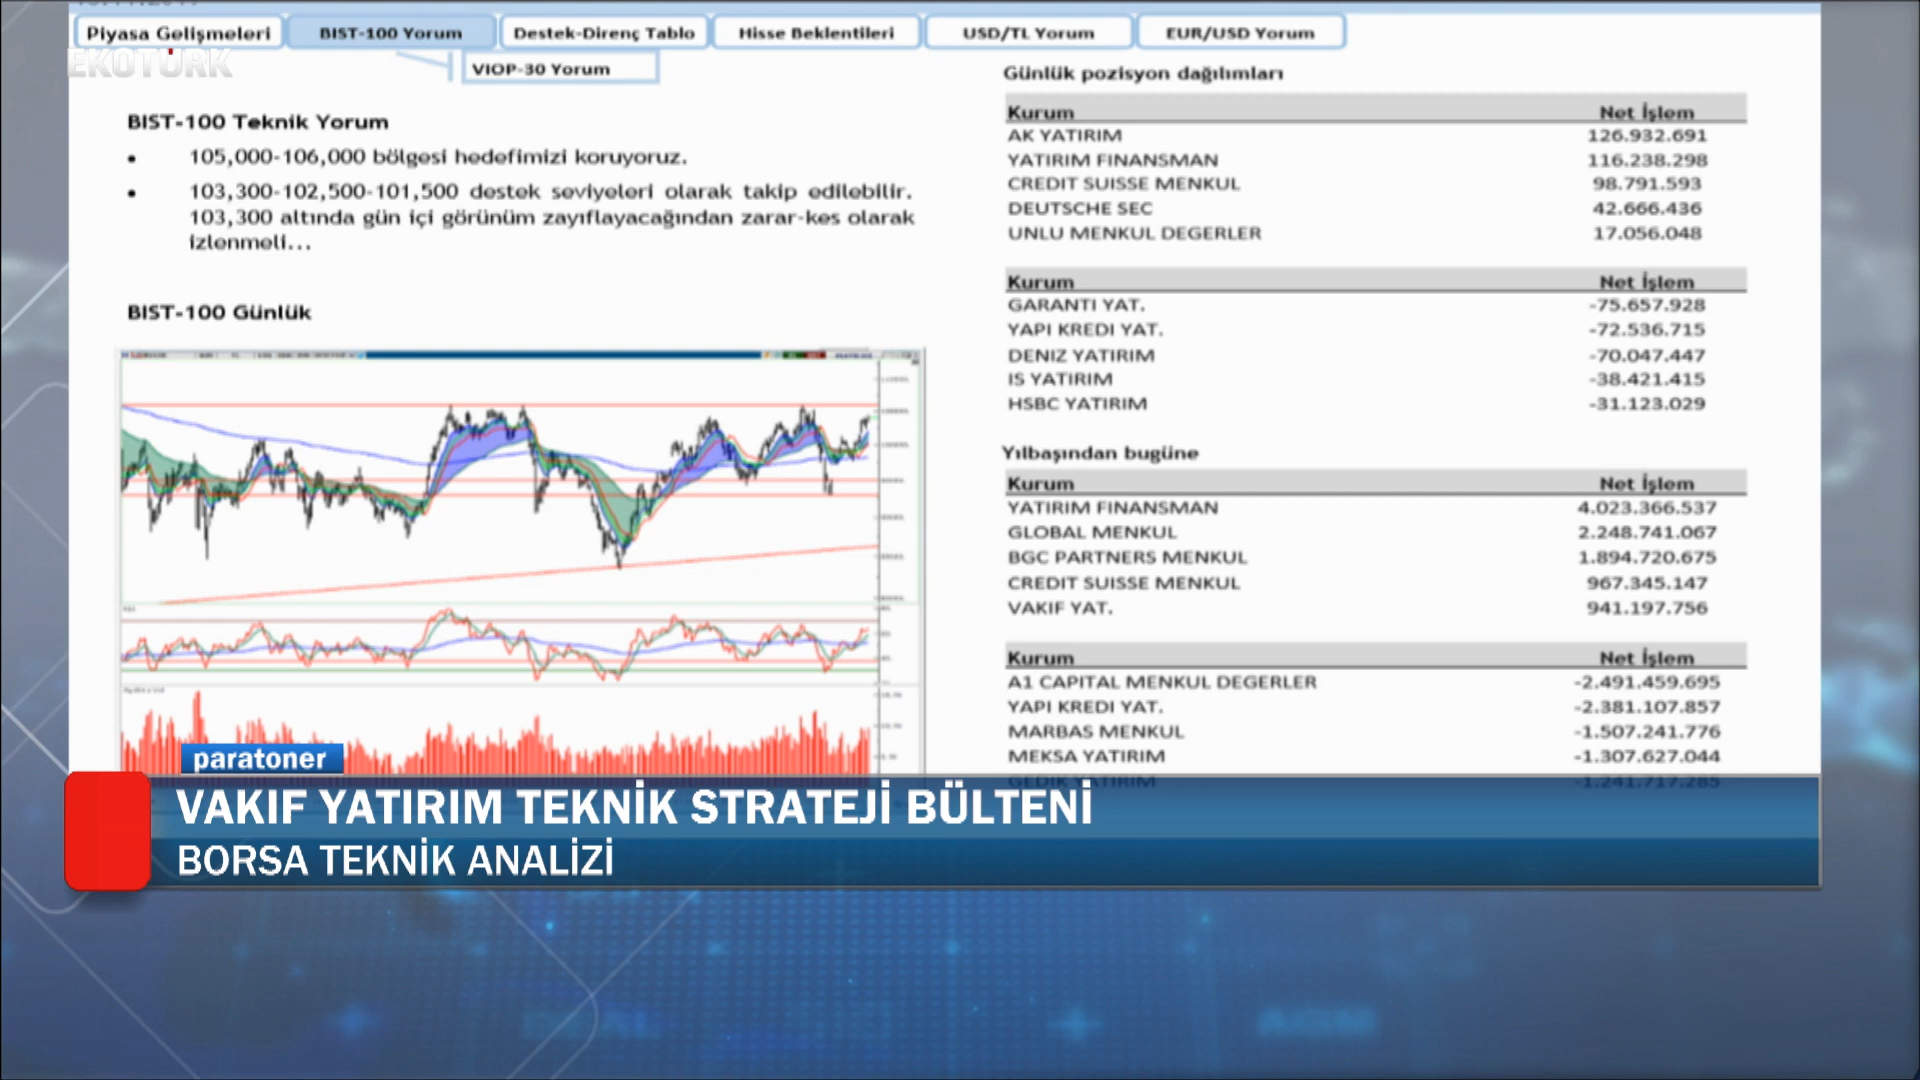 Piyasa Gelişmeleri
BIST-100 Yorum
Destek-Direnç Tablo
Hisse Beklentileri
USD/TL Yorum
EUR/USD Yorum
EKOTÜRK
VIOP-30 Yorum
BIST-100 Teknik Yorum
• 105,000-106,000 bölgesi hedefimizi koruyoruz.
• 103,300-102,500-101,500 destek seviyeleri olarak takip edilebilir.
103,300 altında gün içi görünüm zayıflayacağından zarar-kes olarak
izlenmeli...
BIST-100 Günlük
Günlük pozisyon dağılımları
Kurum Net İşlem
AK YATIRIM 126.932.691
YATIRIM FINANSMAN 116.238.298
CREDIT SUISSE MENKUL 98.791.593
DEUTSCHE SEC 42.666.436
UNLU MENKUL DEGERLER 17.056.048
Kurum Net İşlem
GARANTI YAT. -75.657.928
YAPI KREDI YAT. -72.536.715
DENIZ YATIRIM -70.047.447
IS YATIRIM -38.421.415
HSBC YATIRIM -31.123.029
Yılbaşından bugüne
Kurum Net İşlem
YATIRIM FINANSMAN 4.023.366.537
GLOBAL MENKUL 2.248.741.067
BGC PARTNERS MENKUL 1.894.720.675
CREDIT SUISSE MENKUL 967.345.147
VAKIF YAT. 941.197.756
Kurum Net İşlem
A1 CAPITAL MENKUL DEGERLER -2.491.459.695
YAPI KREDI YAT. -2.381.107.857
MARBAS MENKUL -1.507.241.776
MEKSA YATIRIM -1.307.627.044
GEDIK YATIRIM -1.241.717.285
paratoner
VAKIF YATIRIM TEKNİK STRATEJİ BÜLTENİ
BORSA TEKNİK ANALİZİ